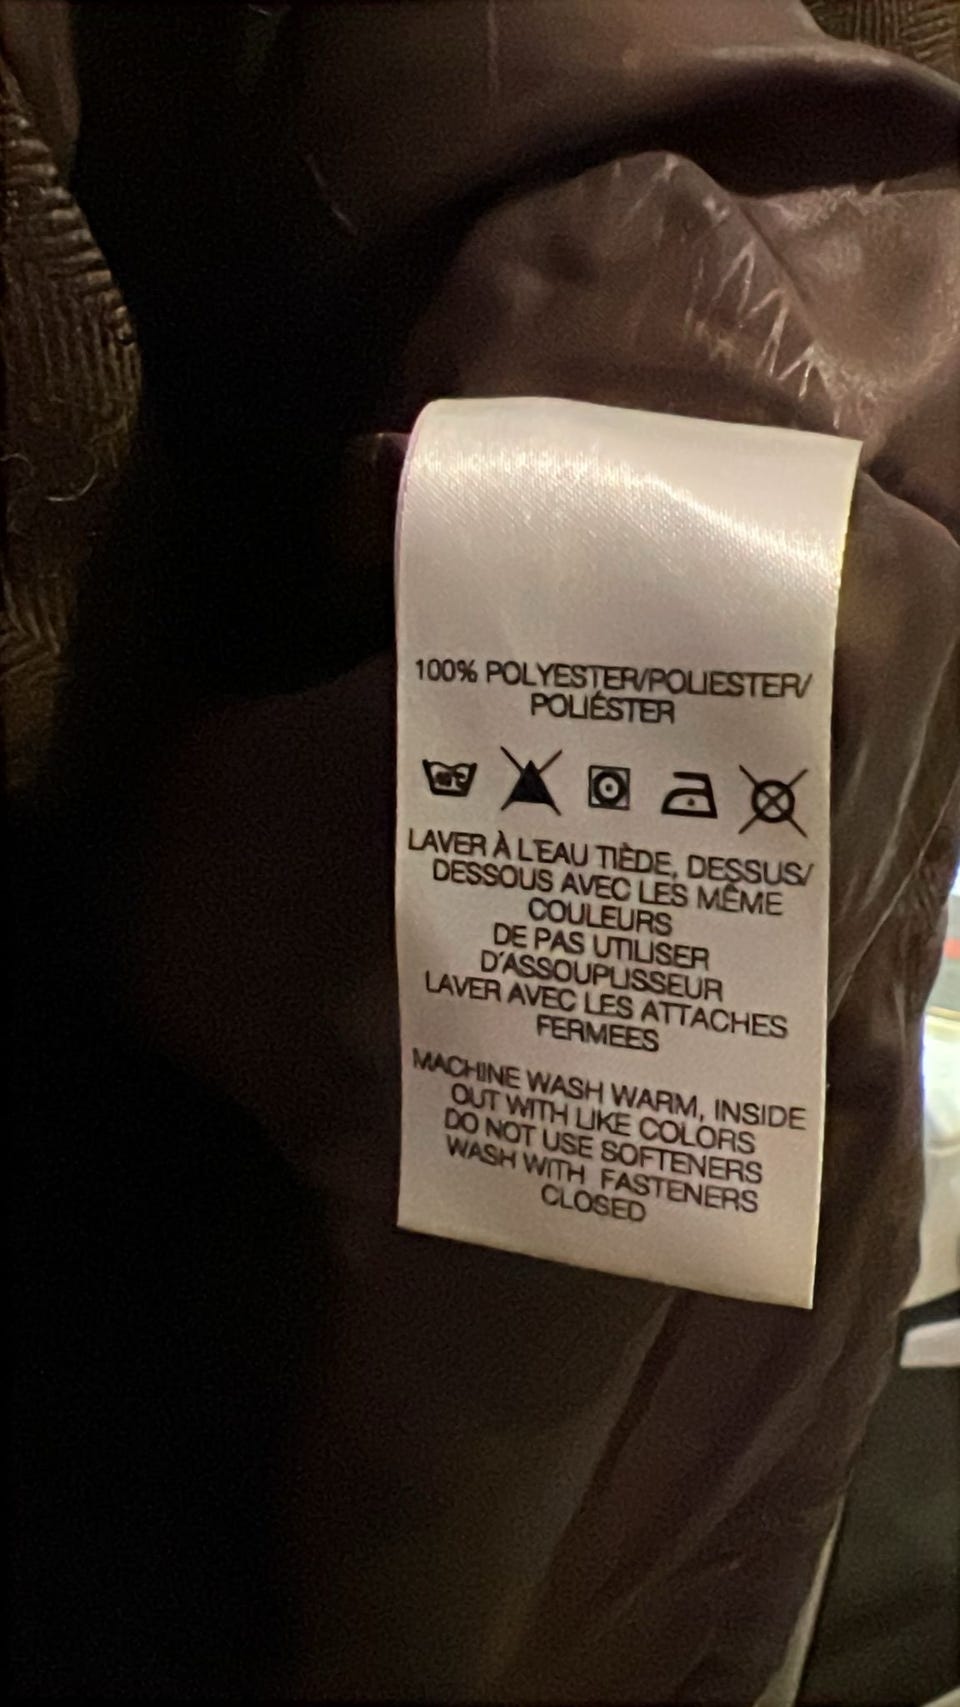 100% POLYESTER/POLIESTER/
POLIÉSTER
LAVER À L'EAU TIÈDE, DESSUS/
DESSOUS AVEC LES MÊME
COULEURS
DE PAS UTILISER
D'ASSOUPLISSEUR
LAVER AVEC LES ATTACHES
FERMEES
MACHINE WASH WARM, INSIDE
OUT WITH LIKE COLORS
DO NOT USE SOFTENERS
WASH WITH FASTENERS
CLOSED